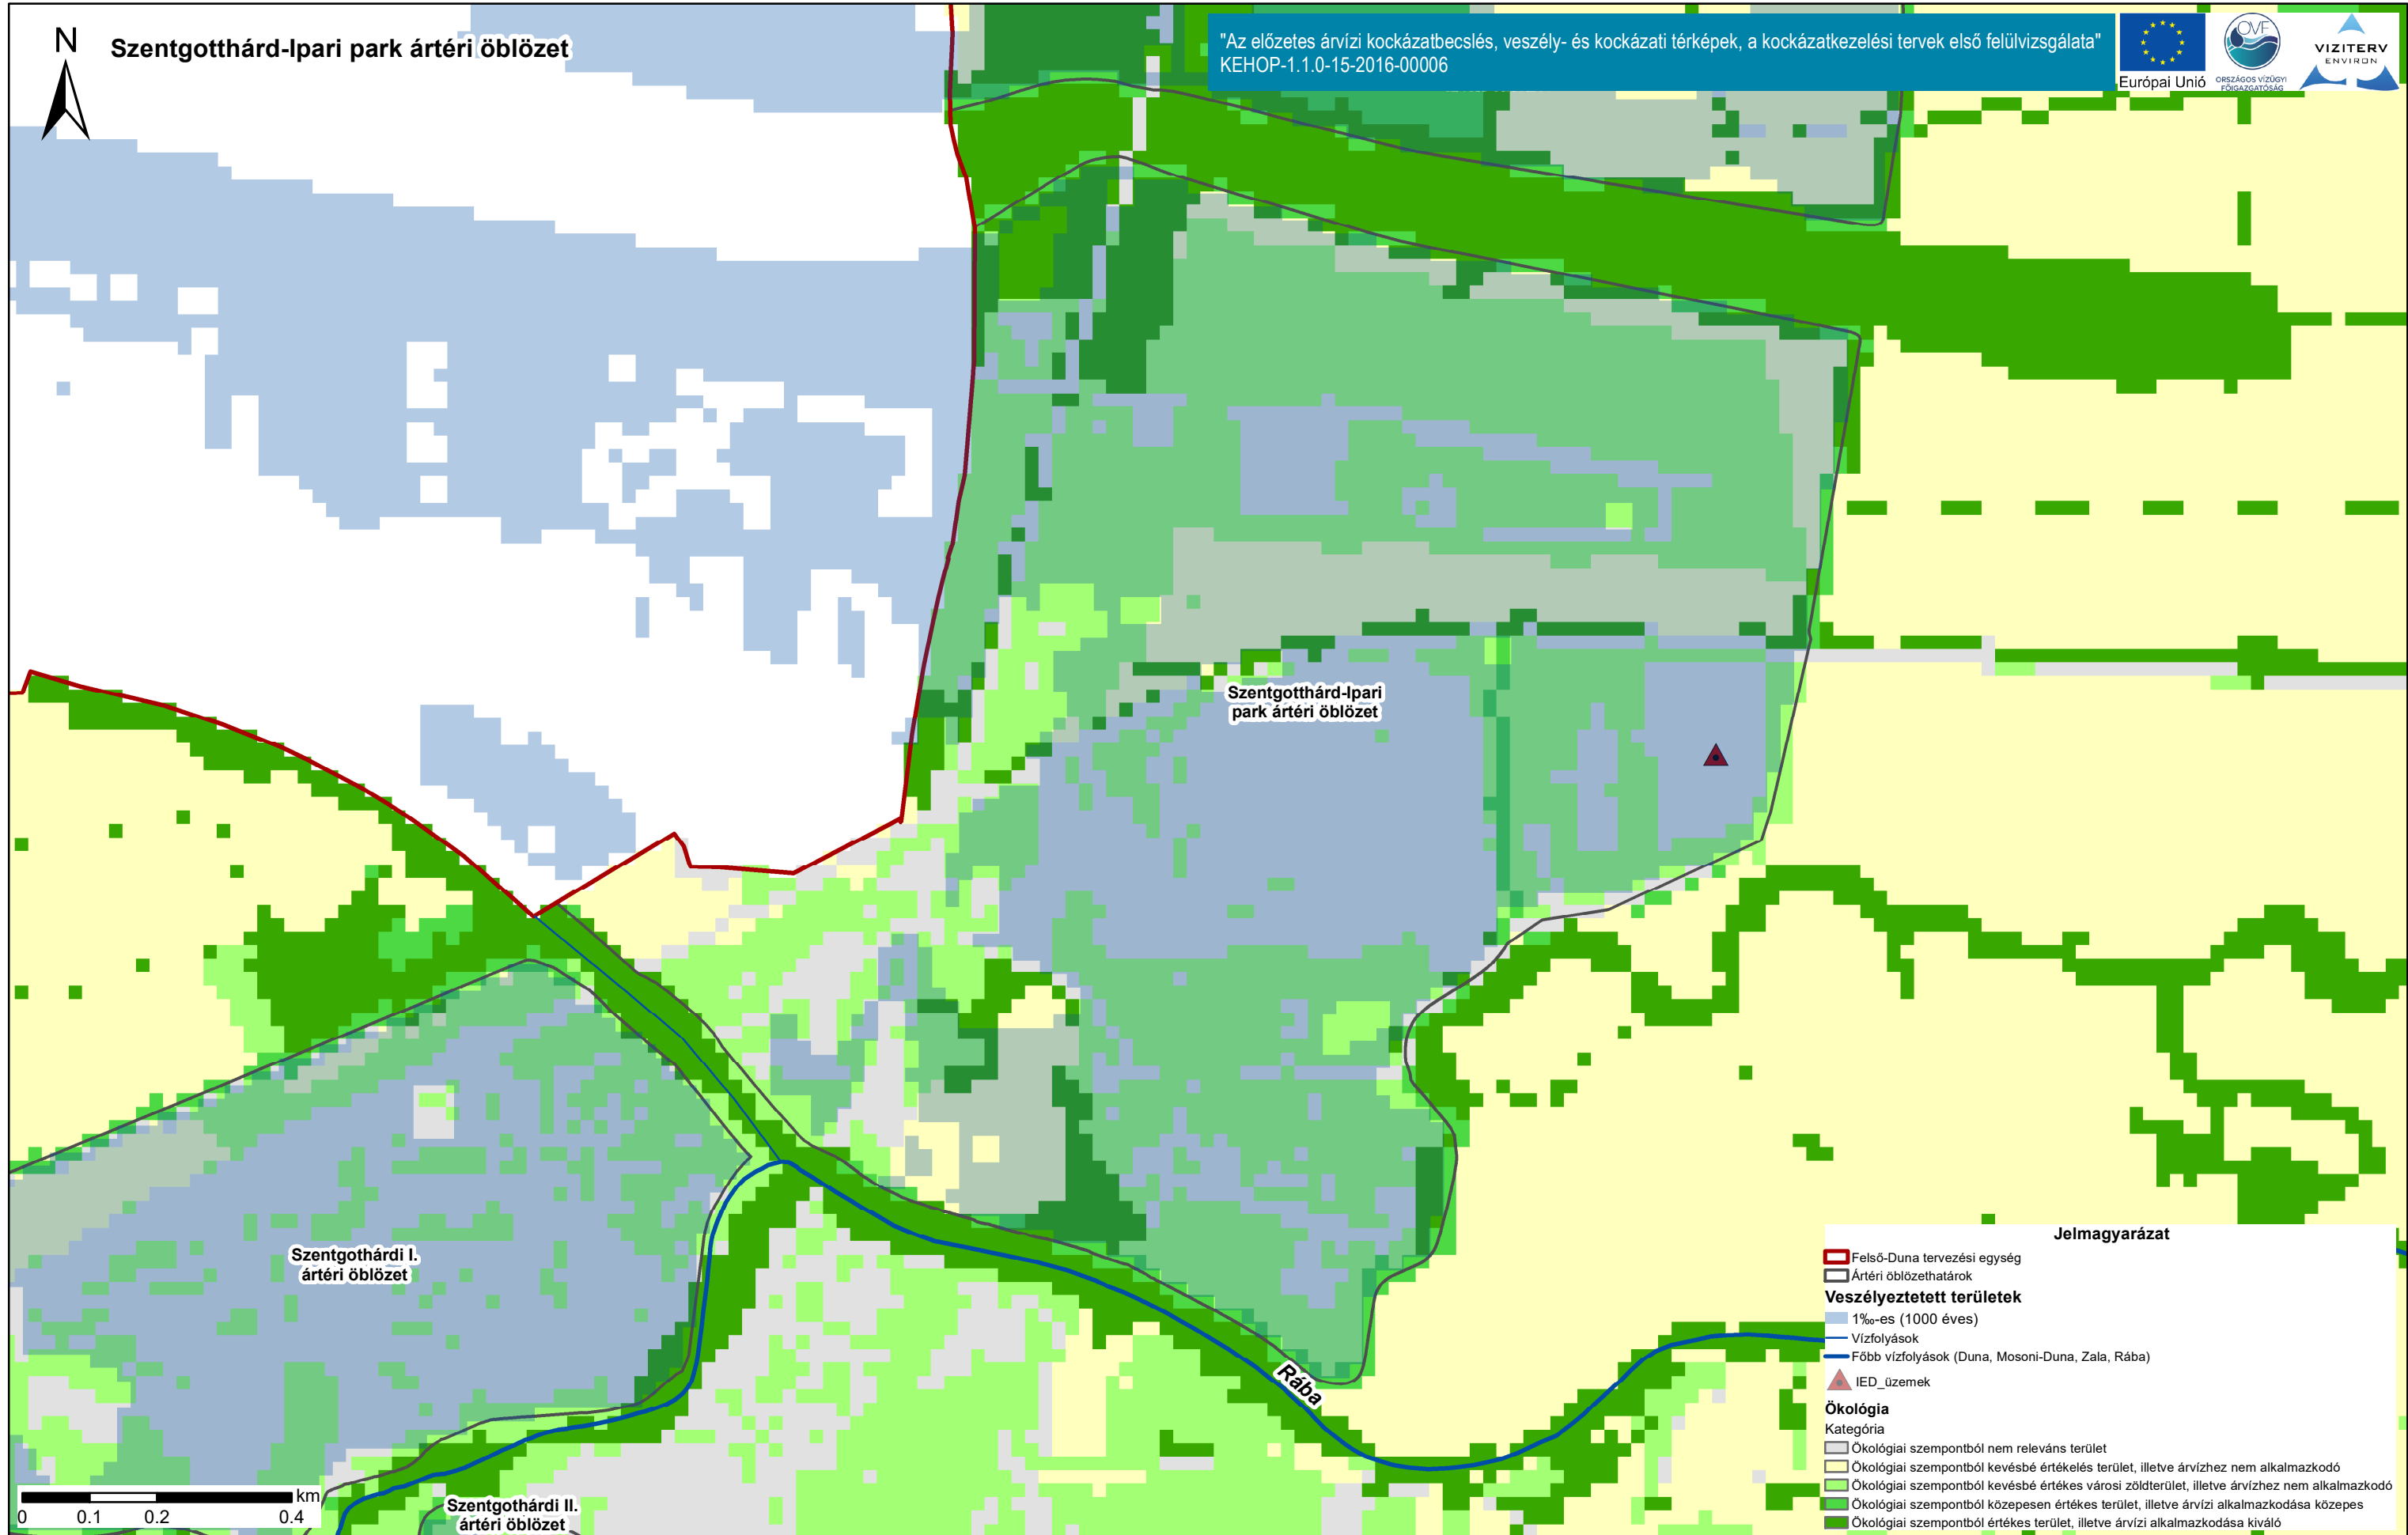 N
Szentgotthárd-Ipari park ártéri öblözet
"Az előzetes árvízi kockázatbecslés, veszély- és kockázati térképek, a kockázatkezelési tervek első felülvizsgálata"
KEHOP-1.1.0-15-2016-00006
Európai Unió
OVF
ORSZÁGOS VÍZÜGYI
FŐIGAZGATÓSÁG
VIZITERV
ENVIRON
Szentgotthárd-Ipari
park ártéri öblözet
Szentgothárdi I.
ártéri öblözet
Rába
Szentgothárdi II.
ártéri öblözet
km
0 0.1 0.2 0.4
Jelmagyarázat
Felső-Duna tervezési egység
Ártéri öblözethatárok
Veszélyeztetett területek
1‰-es (1000 éves)
Vízfolyások
Főbb vízfolyások (Duna, Mosoni-Duna, Zala, Rába)
IED_üzemek
Ökológia
Kategória
Ökológiai szempontból nem releváns terület
Ökológiai szempontból kevésbé értékelés terület, illetve árvízhez nem alkalmazkodó
Ökológiai szempontból kevésbé értékes városi zöldterület, illetve árvízhez nem alkalmazkodó
Ökológiai szempontból közepesen értékes terület, illetve árvízi alkalmazkodása közepes
Ökológiai szempontból értékes terület, illetve árvízi alkalmazkodása kiváló